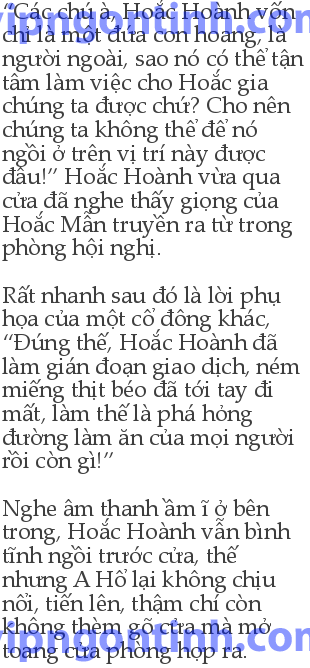 vipngontinh.com
“Các chú à, Hoắc Hoành vốn
chỉ là một đứa con hoang, là
người ngoài, sao nó có thể tận
tâm làm việc cho Hoắc gia
chúng ta được chứ? Cho nên
chúng ta không thể để nó
ngồi ở trên vị trí này được
đâu!” Hoắc Hoành vừa qua
cửa đã nghe thấy giọng của
Hoắc Mẫn truyền ra từ trong
phòng hội nghị.
Rất nhanh sau đó là lời phụ
họa của một cổ đông khác,
“Đúng thế, Hoắc Hoành đã
làm gián đoạn giao dịch, ném
miếng thịt béo đã tới tay đi
mất, làm thế là phá hỏng
đường làm ăn của mọi người
rồi còn gì!”
Nghe âm thanh ầm ĩ ở bên
trong, Hoắc Hoành vẫn bình
tĩnh ngồi trước cửa, thế
nhưng A Hổ lại không chịu
nổi, tiến lên, thậm chí còn
không thèm gõ cửa mà mở
toang cửa phòng họp ra.
vipngontinh.com